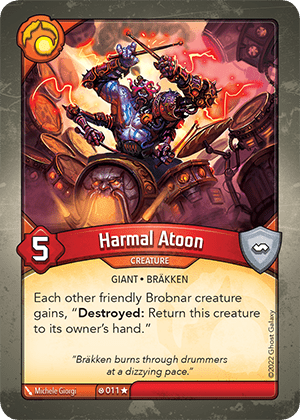 5
Harmal Atoon
CREATURE
GIANT • BRÄKKEN
Each other friendly Brobnar creature
gains, “Destroyed: Return this creature
to its owner’s hand.”
“Bräkken burns through drummers
at a dizzying pace.”
Michele Giorgi
011★
©2022 Ghost Galaxy